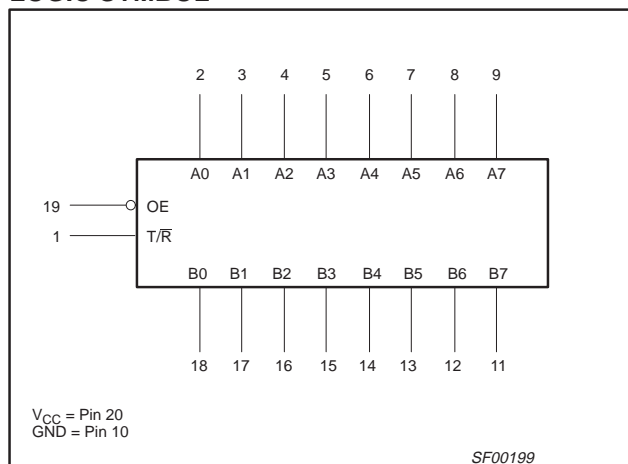 LOGIC SYMBOL
2 3 4 5 6 7 8 9
A0 A1 A2 A3 A4 A5 A6 A7
19 OE
1 T/R̅
B0 B1 B2 B3 B4 B5 B6 B7
18 17 16 15 14 13 12 11
VCC = Pin 20
GND = Pin 10
SF00199